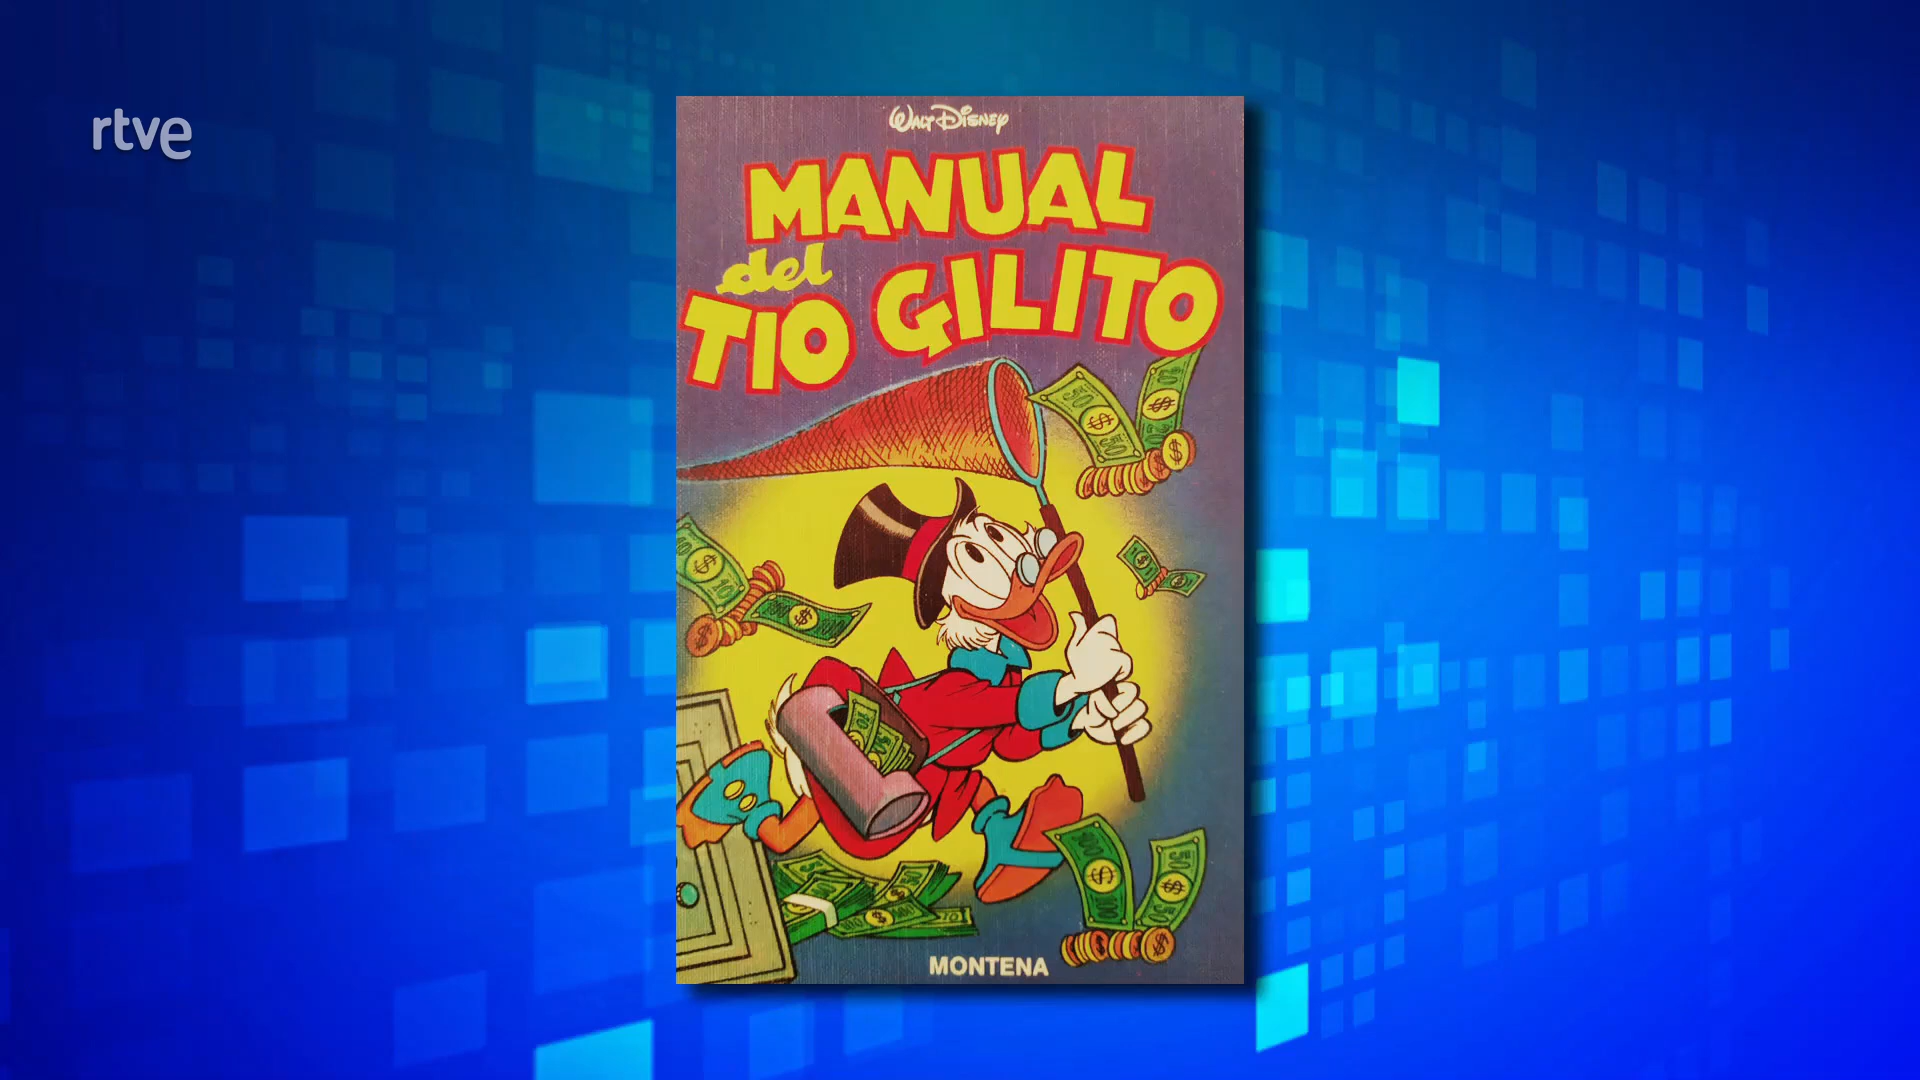 rtve
WALT DISNEY
MANUAL
del
TIO GILITO
MONTENA